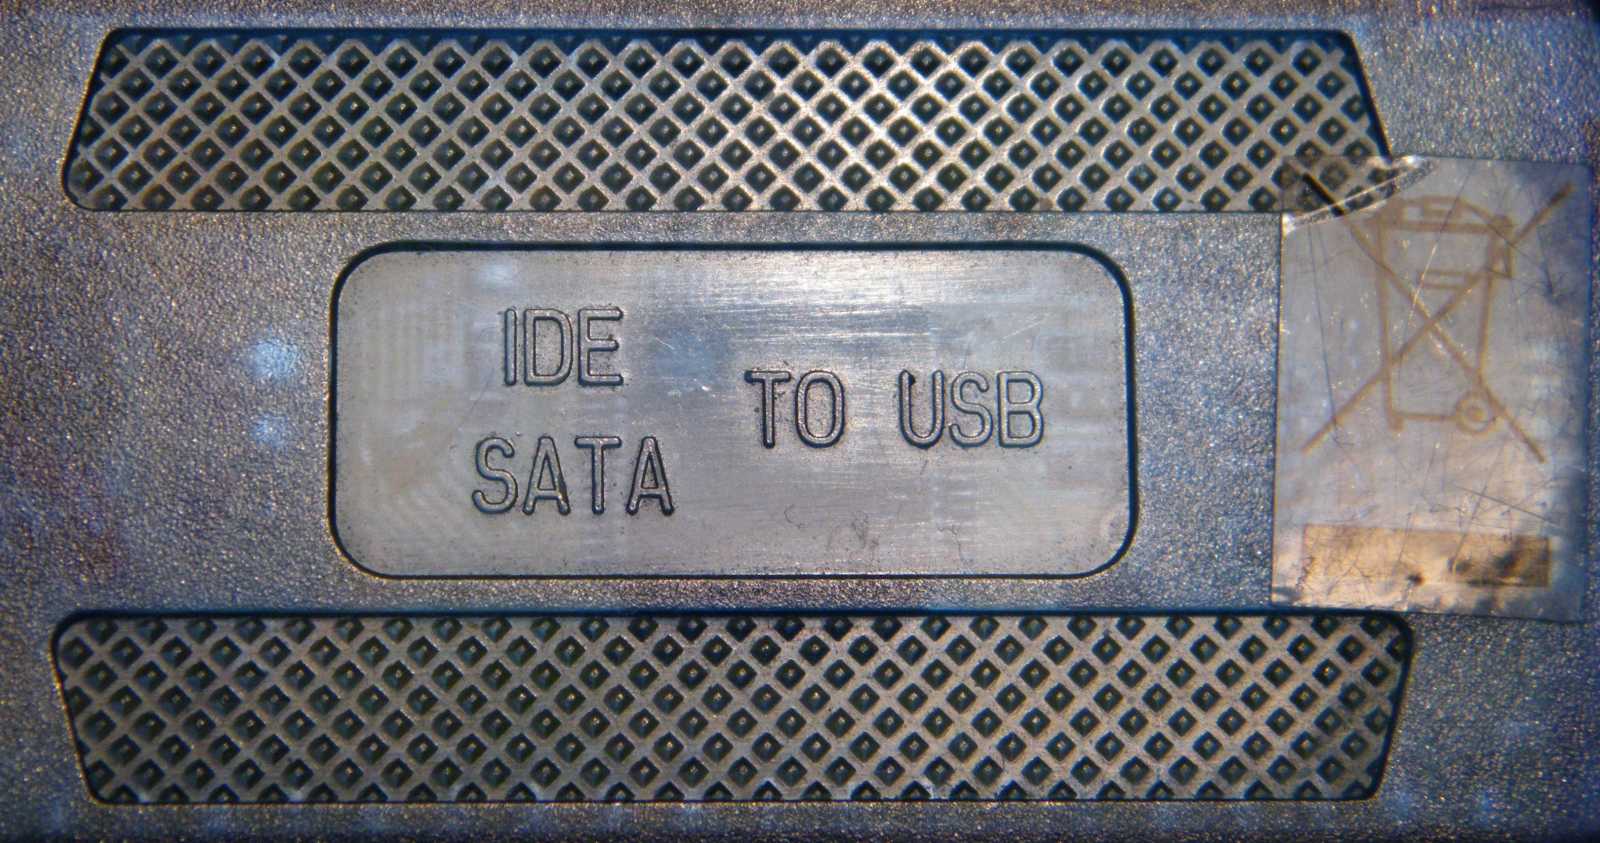 IDE
SATA
TO USB